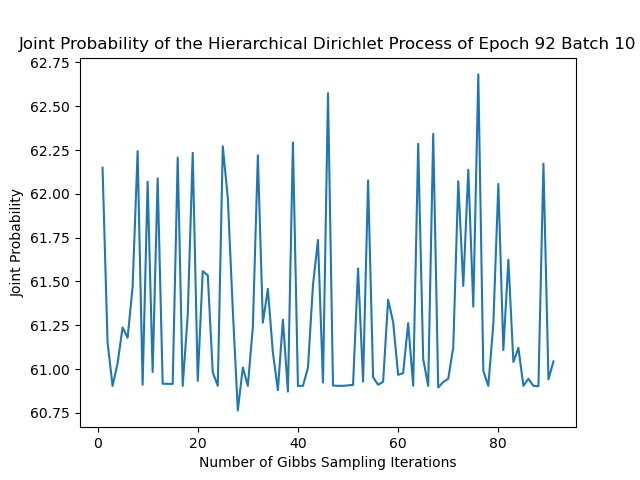 Joint Probability of the Hierarchical Dirichlet Process of Epoch 92 Batch 10
62.75
62.50
62.25
62.00
61.75
61.50
61.25
61.00
60.75
Joint Probability
0 20 40 60 80
Number of Gibbs Sampling Iterations